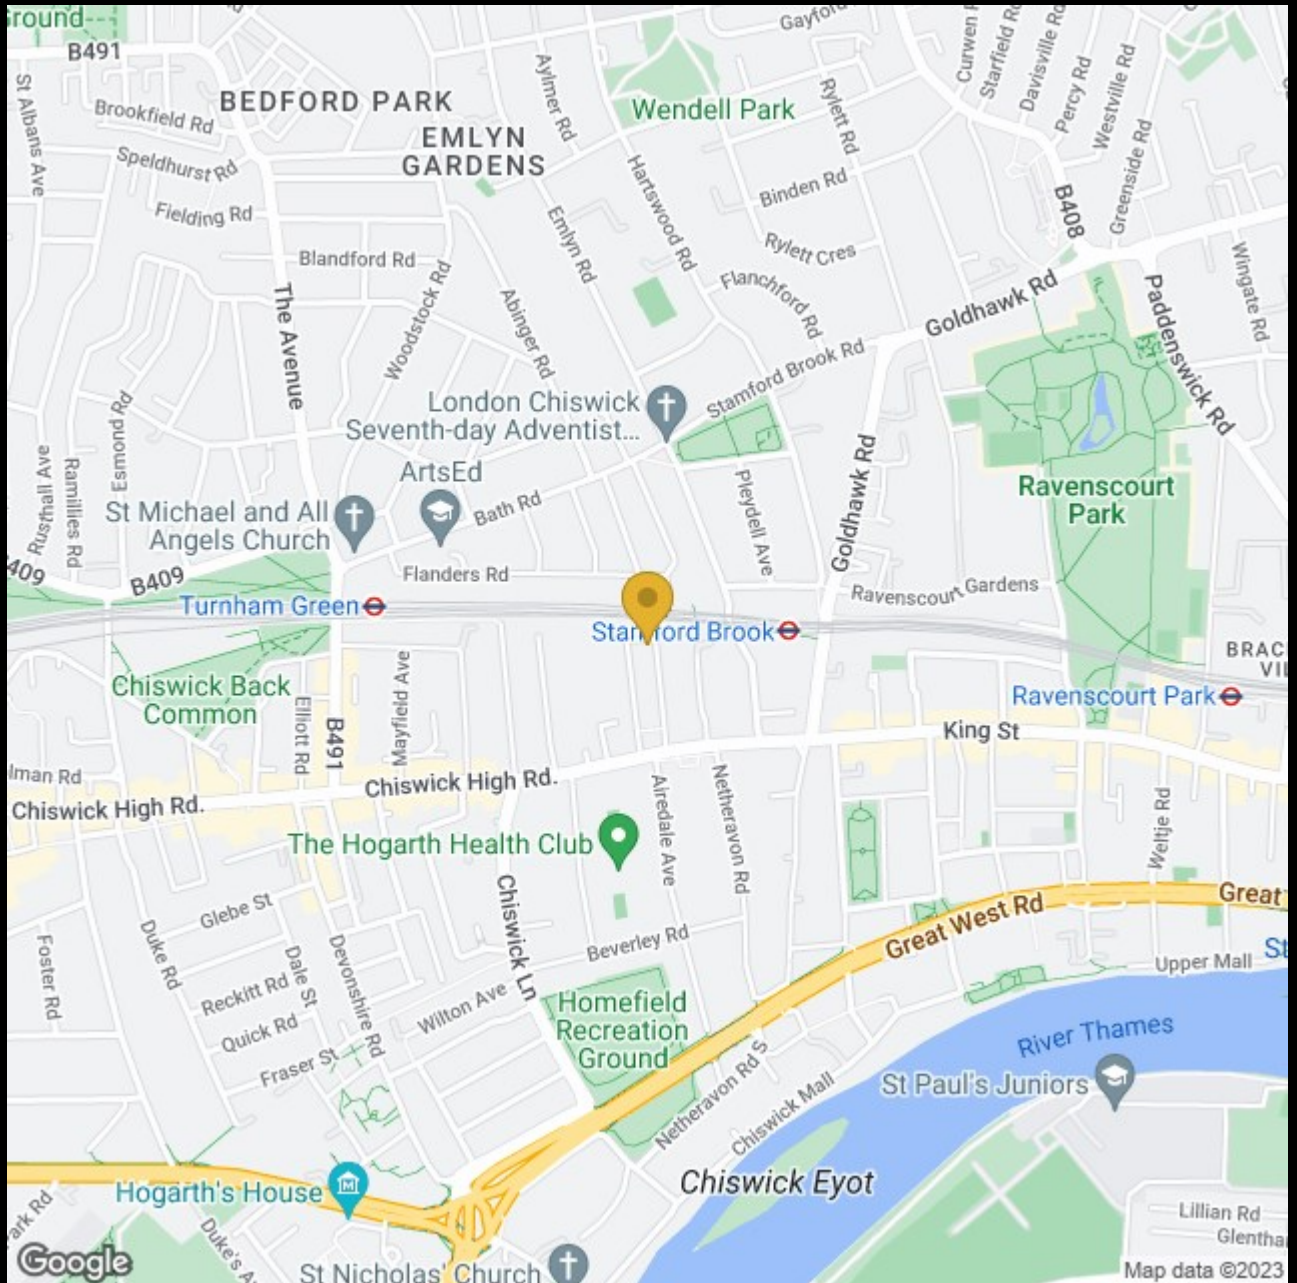 Ground
B491
St Albans Ave
Brookfield Rd
BEDFORD PARK
Speldhurst Rd
EMLYN
GARDENS
Fielding Rd
Blandford Rd
The Avenue
Woodstock Rd
Abinger Rd
Aylmer Rd
Emlyn Rd
Hartswood Rd
Wendell Park
Gayford
Rylett Rd
Binden Rd
Rylett Cres
Flanchford Rd
Starfield Rd
Davisville Rd
Percy Rd
Westville Rd
Greenside Rd
B408
Wingate Rd
Paddenswick Rd
Goldhawk Rd
Stamford Brook Rd
London Chiswick
Seventh-day Adventist...
ArtsEd
Bath Rd
St Michael and All
Angels Church
Esmond Rd
Ramillies Rd
Rusthall Ave
B409
Flanders Rd
Turnham Green
Pleydell Ave
Goldhawk Rd
Ravenscourt
Park
Ravenscourt Gardens
Stamford Brook
Ravenscourt Park
Chiswick Back
Common
Elliott Rd
B491
Mayfield Ave
King St
Chiswick High Rd.
Chiswick High Rd.
The Hogarth Health Club
Airedale Ave
Netheravon Rd
Weltje Rd
Great West Rd
Great
Glebe St
Duke Rd
Foster Rd
Dale St
Devonshire Rd
Reckitt Rd
Quick Rd
Fraser St
Wilton Ave
Chiswick Ln
Beverley Rd
Homefield
Recreation
Ground
Upper Mall
River Thames
St Paul's Juniors
Netheravon Rd S
Chiswick Mall
Chiswick Eyot
Hogarth's House
St Nicholas' Church
Lillian Rd
Google
Map data ©2023